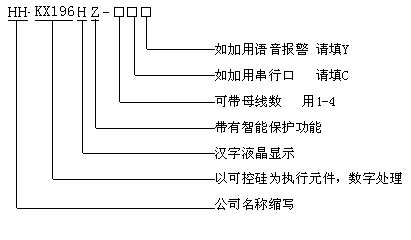 HH-KX196HZ-□□□
如加用语音报警 请填Y
如加用串行口 请填C
可带母线数 用1-4
带有智能保护功能
汉字液晶显示
以可控硅为执行元件，数字处理
公司名称缩写